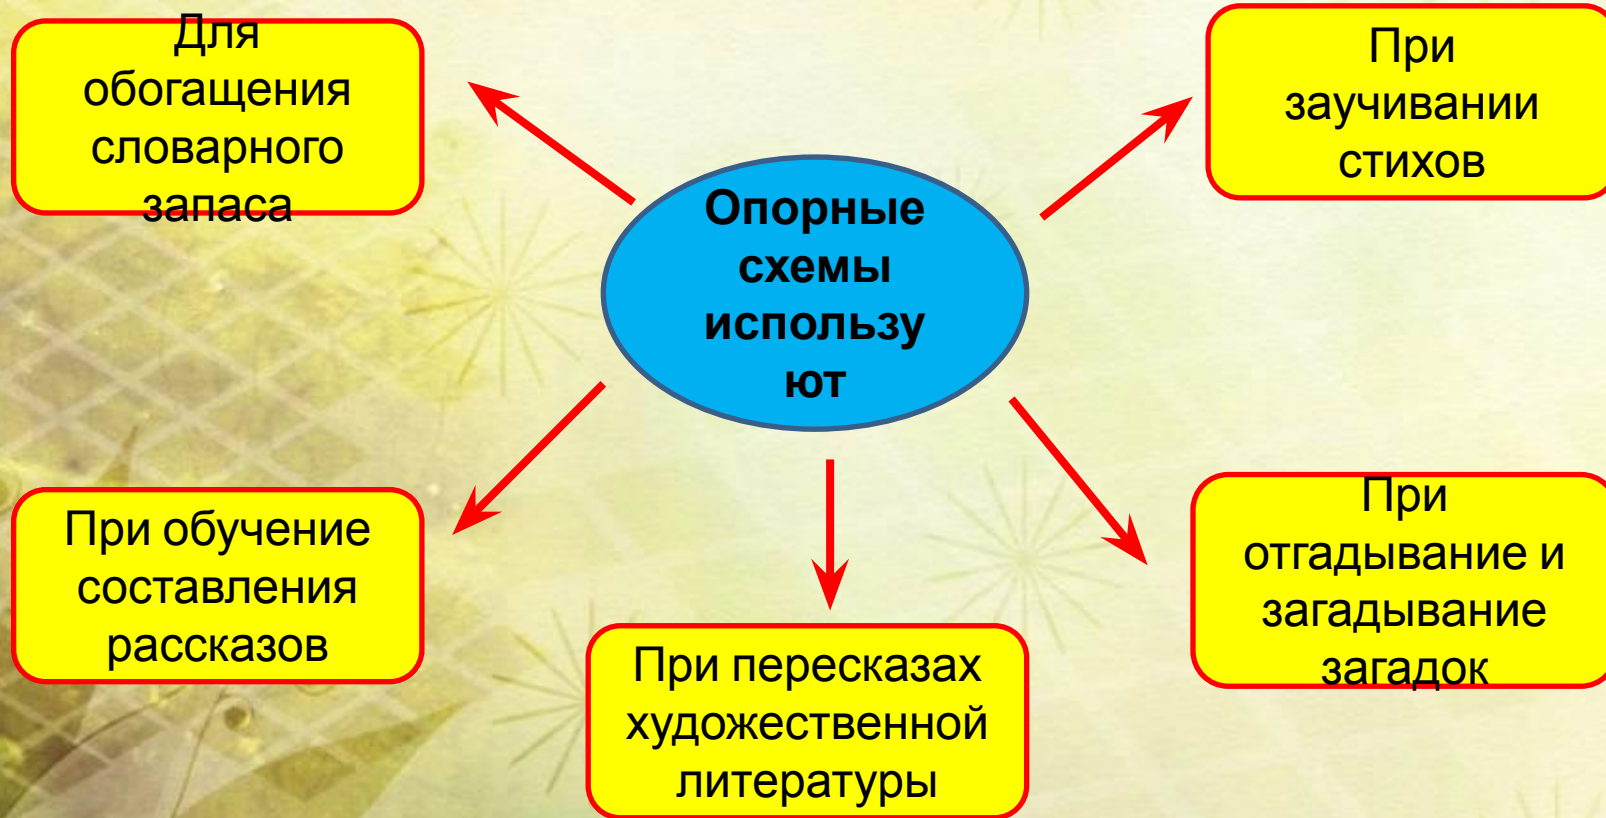 Для
обогащения
словарного
запаса
При
заучивании
стихов
Опорные
схемы
использу
ют
При обучение
составления
рассказов
При пересказах
художественной
литературы
При
отгадывание и
загадывание
загадок